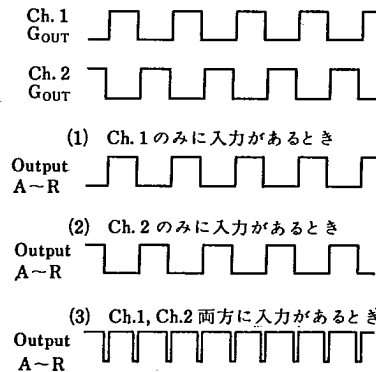 Ch. 1
GOUT
Ch. 2
GOUT
(1) Ch. 1 のみに入力があるとき
Output
A~R
(2) Ch. 2 のみに入力があるとき
Output
A~R
(3) Ch.1, Ch.2 両方に入力があるとき
Output
A~R